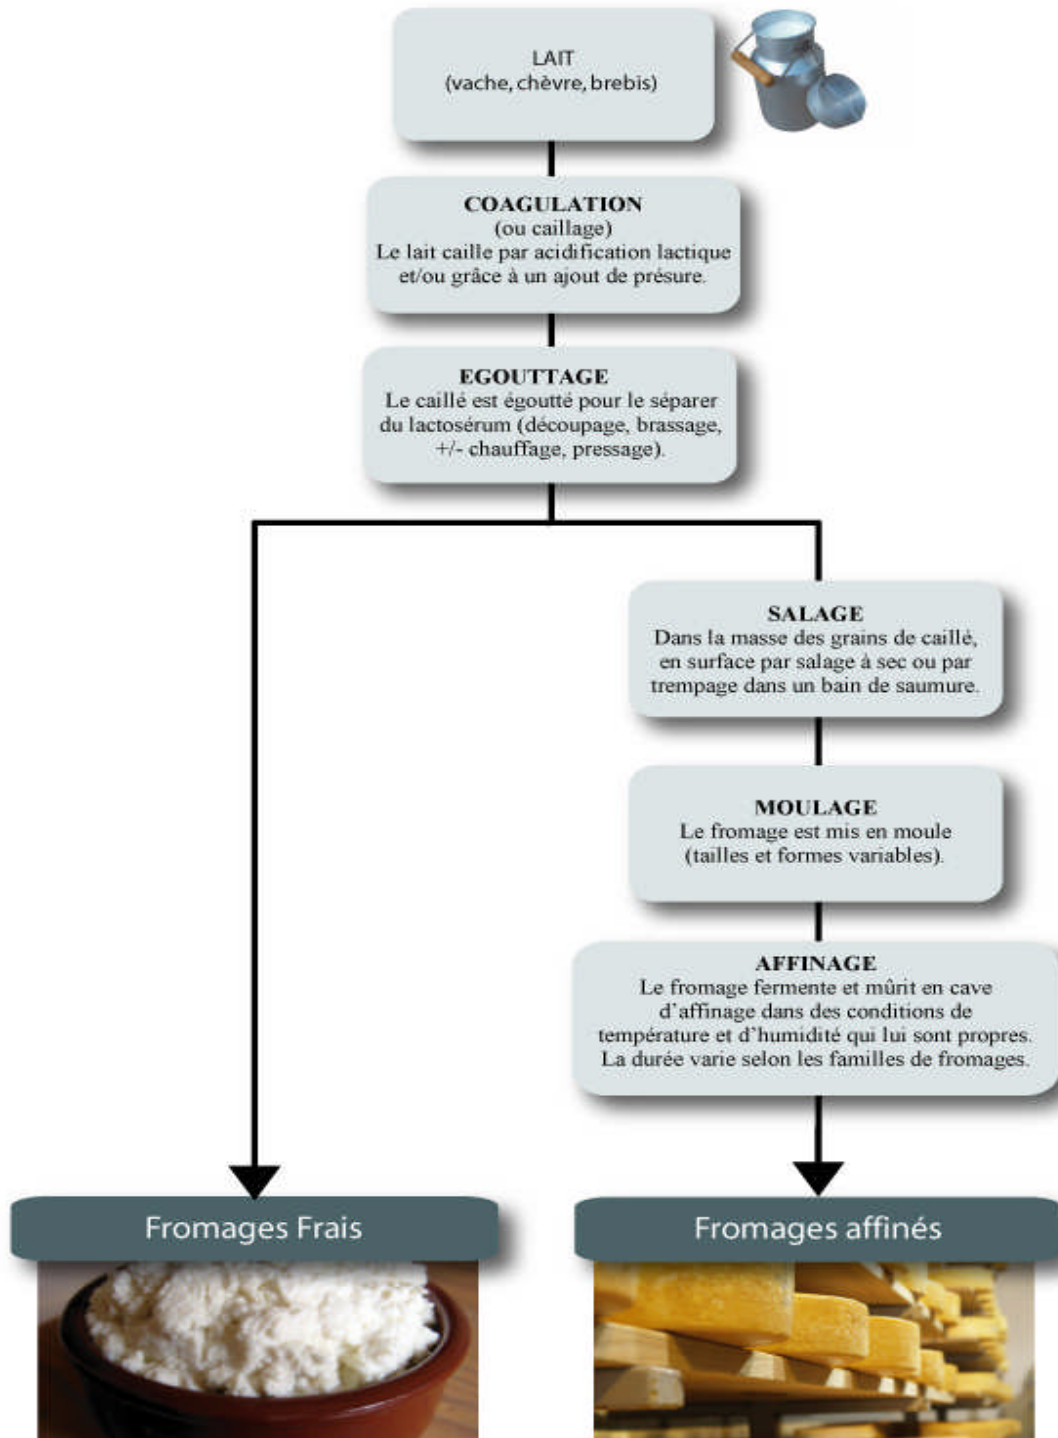 LAIT
(vache, chèvre, brebis)
COAGULATION
(ou caillage)
Le lait caille par acidification lactique
et/ou grâce à un ajout de présure.
EGOUTTAGE
Le caillé est égoutté pour le séparer
du lactosérum (découpage, brassage,
+/- chauffage, pressage).
SALAGE
Dans la masse des grains de caillé,
en surface par salage à sec ou par
trempage dans un bain de saumure.
MOULAGE
Le fromage est mis en moule
(tailles et formes variables).
AFFINAGE
Le fromage fermente et mûrit en cave
d’affinage dans des conditions de
température et d’humidité qui lui sont propres.
La durée varie selon les familles de fromages.
Fromages Frais
Fromages affinés